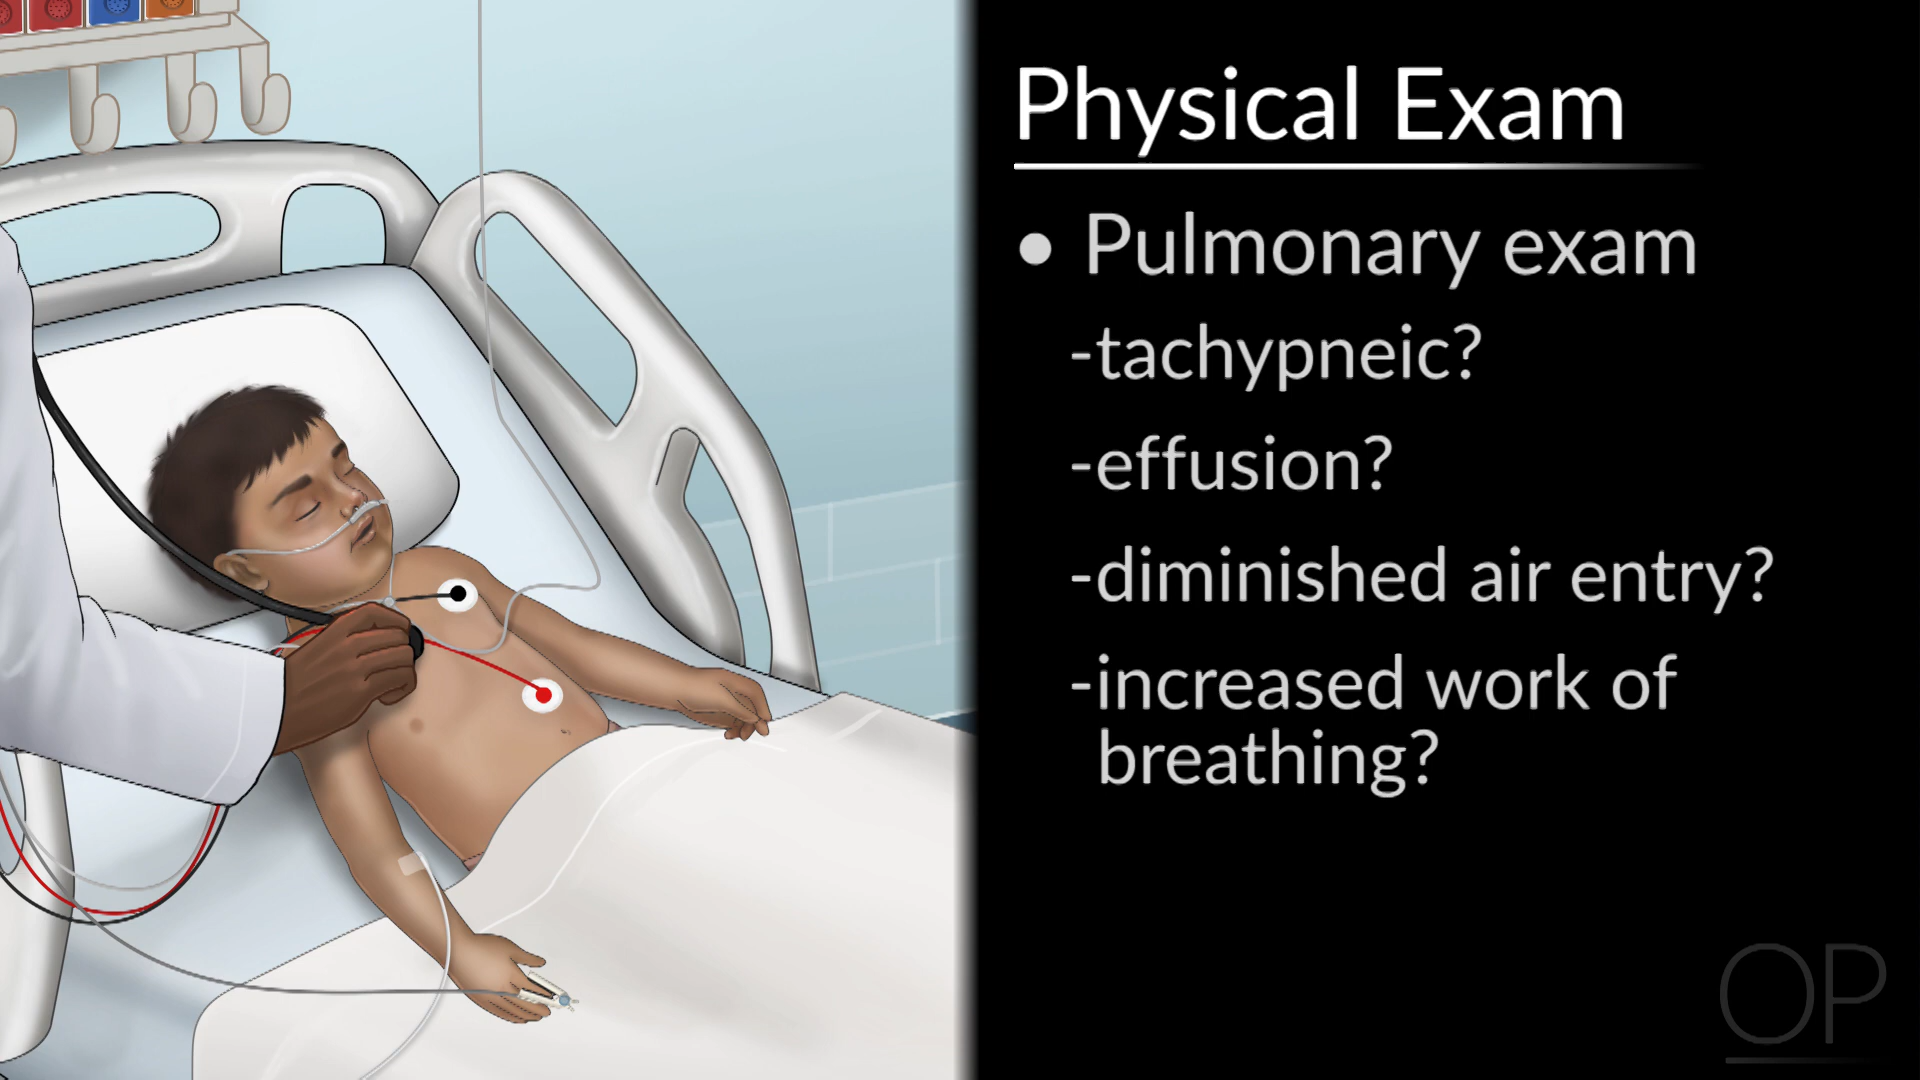 Physical Exam
• Pulmonary exam
-tachypneic?
-effusion?
-diminished air entry?
-increased work of
breathing?
OP